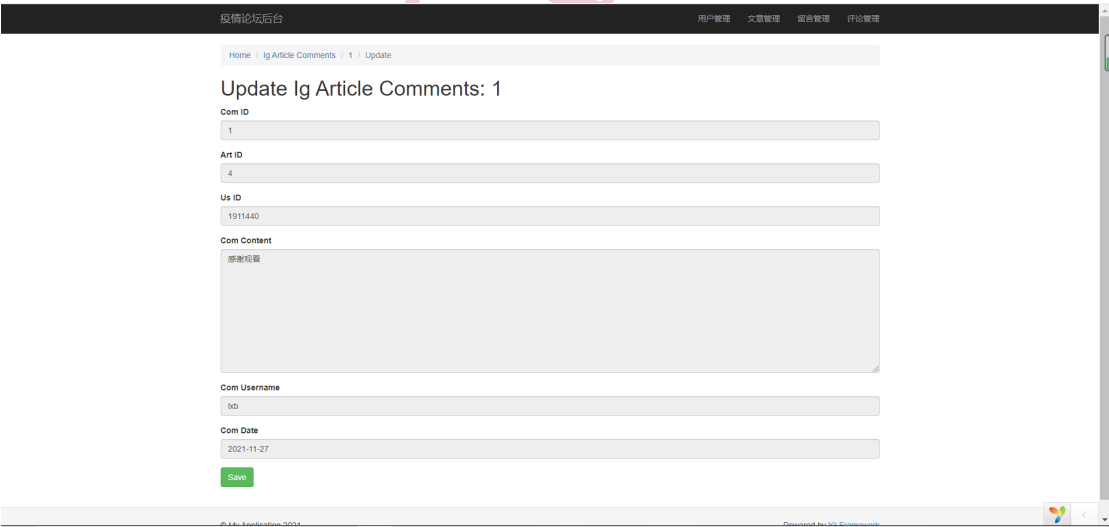 疫情论坛后台 用户管理 文章管理 留言管理 评论管理
Home / Ig Article Comments / 1 / Update
Update Ig Article Comments: 1
Com ID
1
Art ID
4
Us ID
1911440
Com Content
感谢观看
Com Username
lxb
Com Date
2021-11-27
Save
© My Application 2021 Powered by Yii Framework